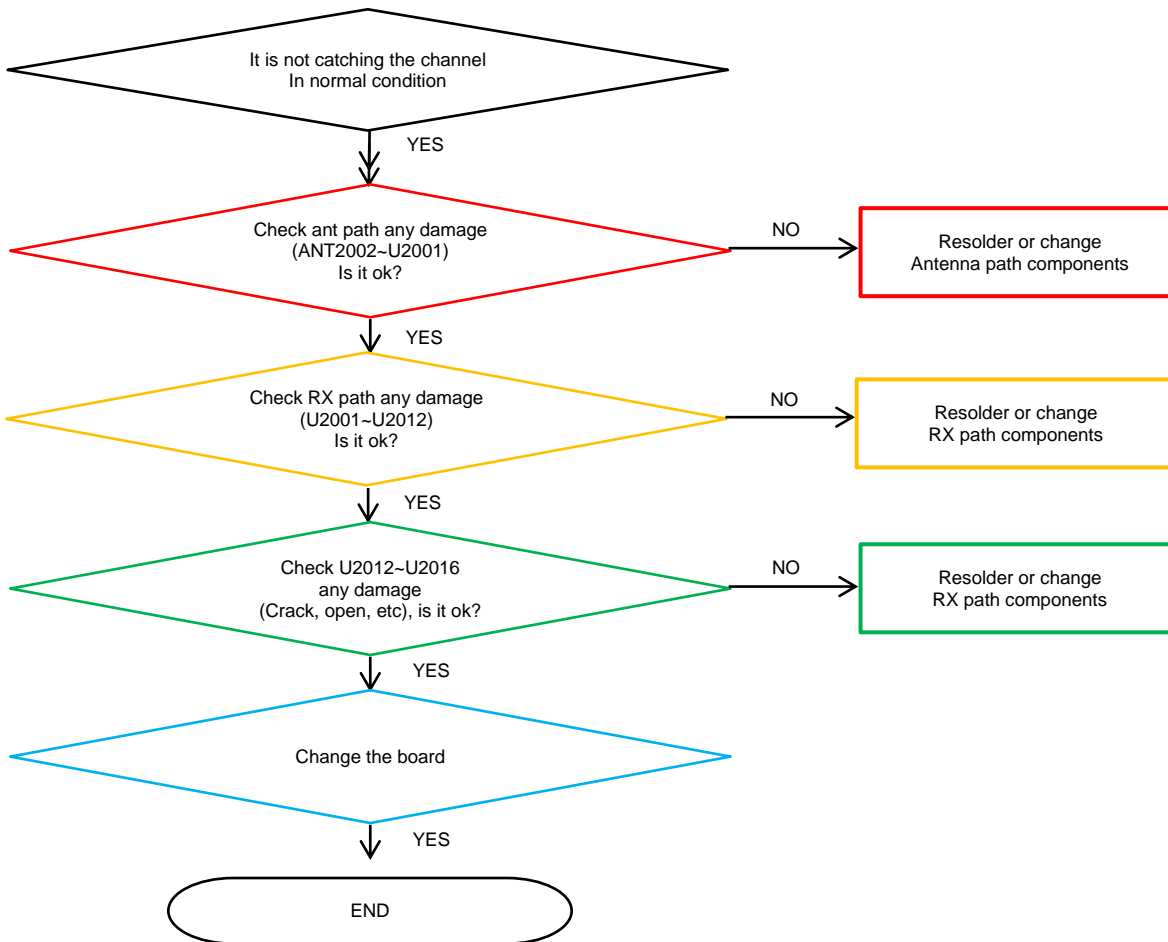 It is not catching the channel
In normal condition
YES
Check ant path any damage
(ANT2002~U2001)
Is it ok?
NO
Resolder or change
Antenna path components
YES
Check RX path any damage
(U2001~U2012)
Is it ok?
NO
Resolder or change
RX path components
YES
Check U2012~U2016
any damage
(Crack, open, etc), is it ok?
NO
Resolder or change
RX path components
YES
Change the board
YES
END